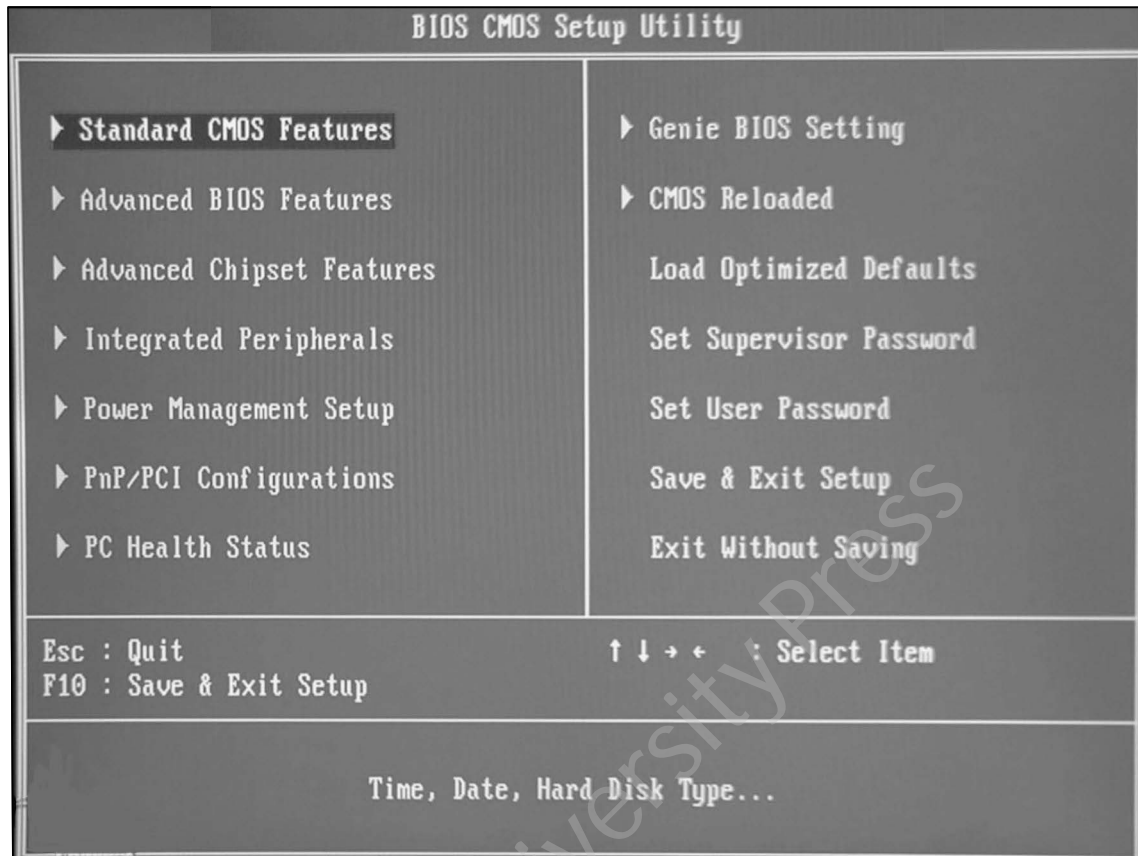 BIOS CMOS Setup Utility
Standard CMOS Features
Advanced BIOS Features
Advanced Chipset Features
Integrated Peripherals
Power Management Setup
PnP/PCI Configurations
PC Health Status
Genie BIOS Setting
CMOS Reloaded
Load Optimized Defaults
Set Supervisor Password
Set User Password
Save & Exit Setup
Exit Without Saving
Esc : Quit
F10 : Save & Exit Setup
↑ ↓ → ← : Select Item
Time, Date, Hard Disk Type...
Press